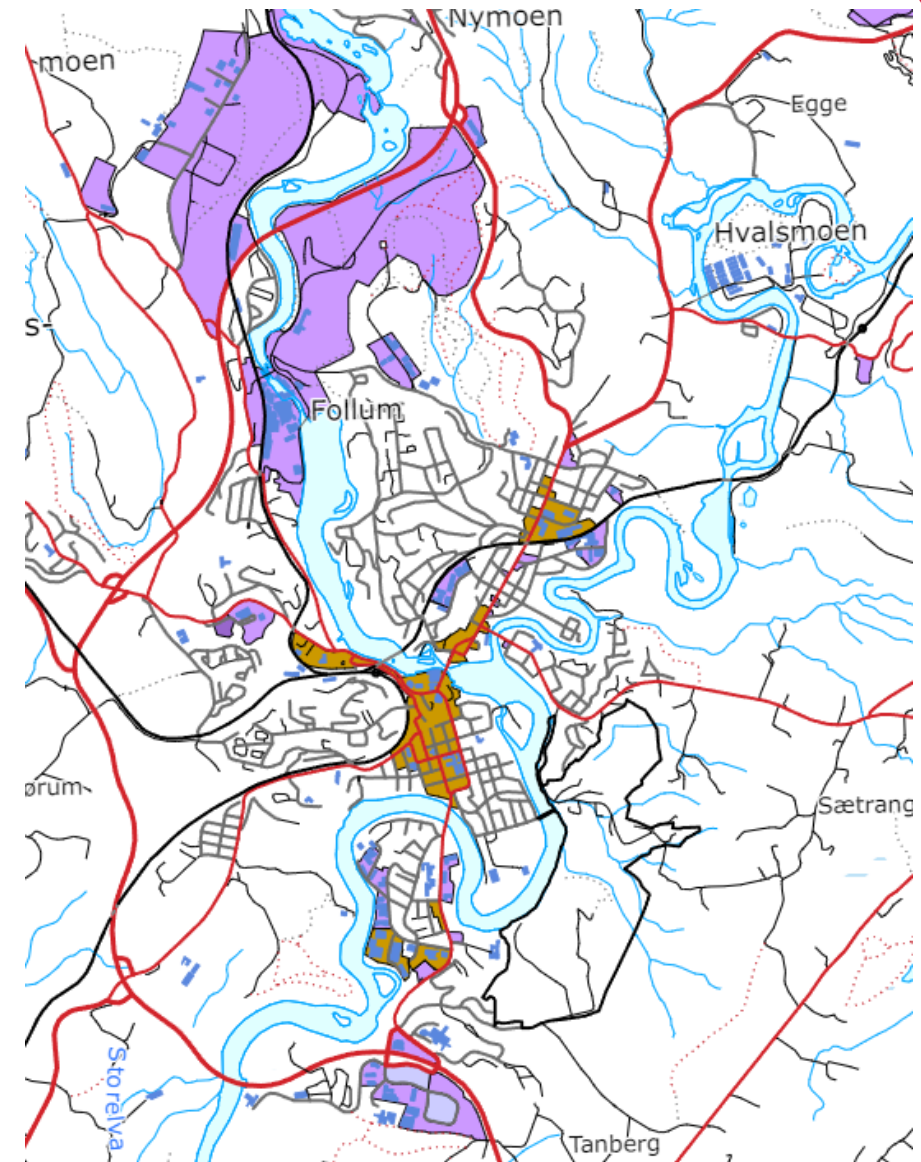 Nymoen
moen
Egge
Hvalsmoen
s-
Follum
ørum
Sætrang
Storelva
Tanberg